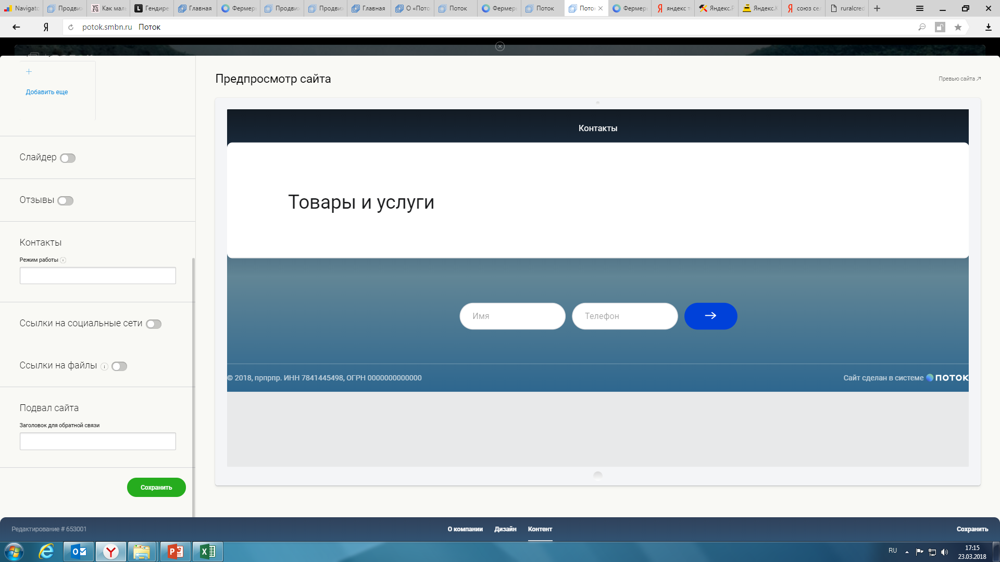 Navigato Продвиж Как мал Гендире Главная Фермер Продвиж Продвиж Главная О «Пото Поток Фермер Поток Пото Фермер яндекс т Яндекс.Р Яндекс.К союз се ruralcred
potok.smbn.ru Поток
Добавить еще
Слайдер
Отзывы
Контакты
Режим работы
Ссылки на социальные сети
Ссылки на файлы
Подвал сайта
Заголовок для обратной связи
Сохранить
Предпросмотр сайта
Превью сайта
Контакты
Товары и услуги
Имя Телефон
© 2018, прпрпр. ИНН 7841445498, ОГРН 0000000000000
Сайт сделан в системе ПОТОК
Редактирование # 653001
О компании Дизайн Контент
Сохранить
RU
17:15
23.03.2018